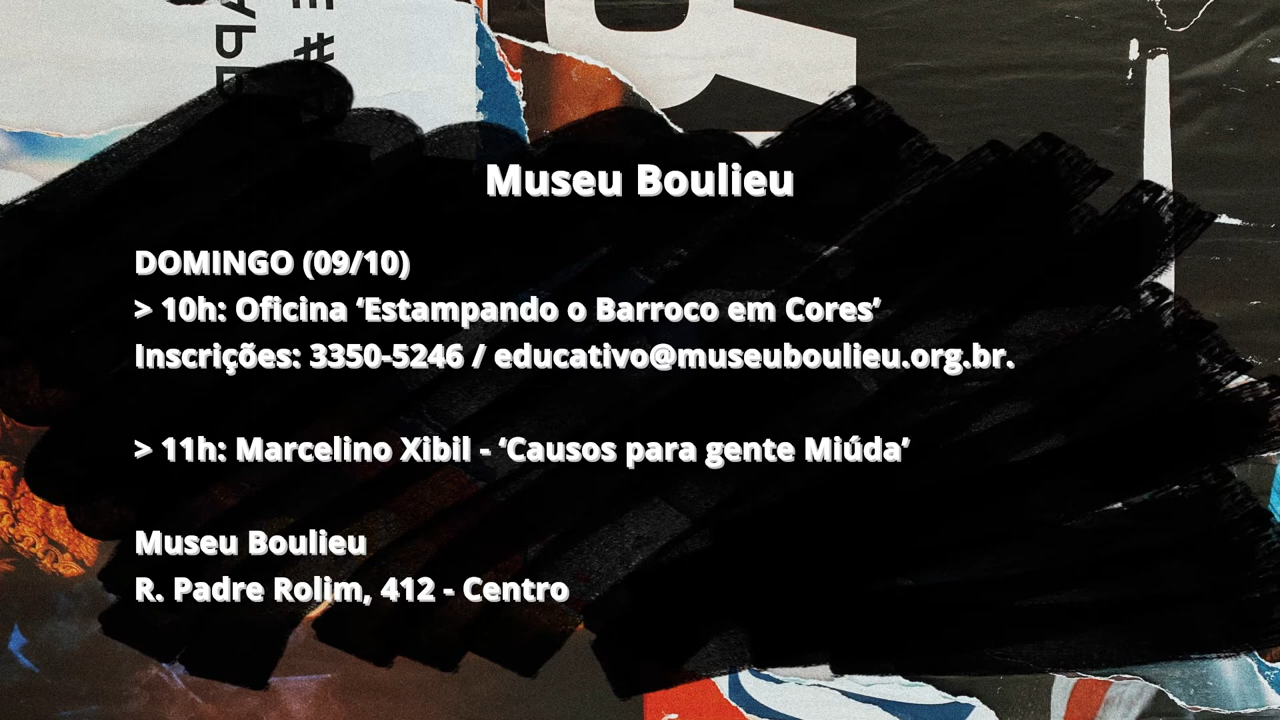 Museu Boulieu
DOMINGO (09/10)
> 10h: Oficina ‘Estampando o Barroco em Cores’
Inscrições: 3350-5246 / educativo@museuboulieu.org.br.
> 11h: Marcelino Xibil - ‘Causos para gente Miúda’
Museu Boulieu
R. Padre Rolim, 412 - Centro